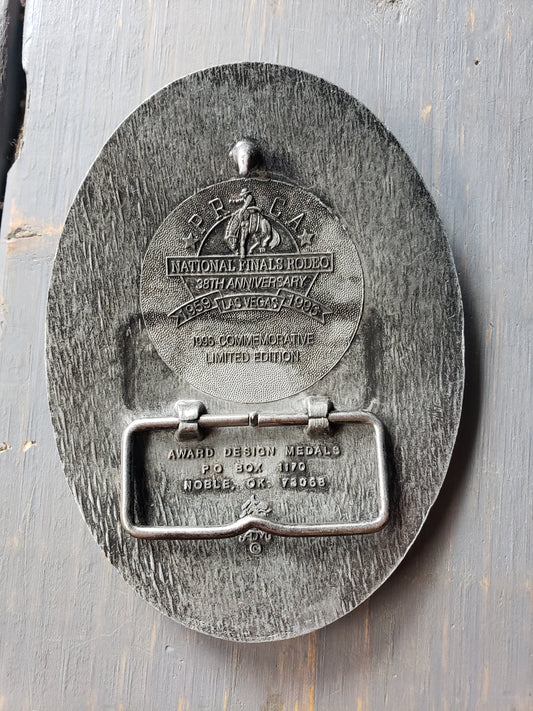 PRCA
NATIONAL FINALS RODEO
38TH ANNIVERSARY
1959 LAS VEGAS 1996
1996 COMMEMORATIVE
LIMITED EDITION
AWARD DESIGN MEDALS
PO BOX 1170
NOBLE, OK 73068
©